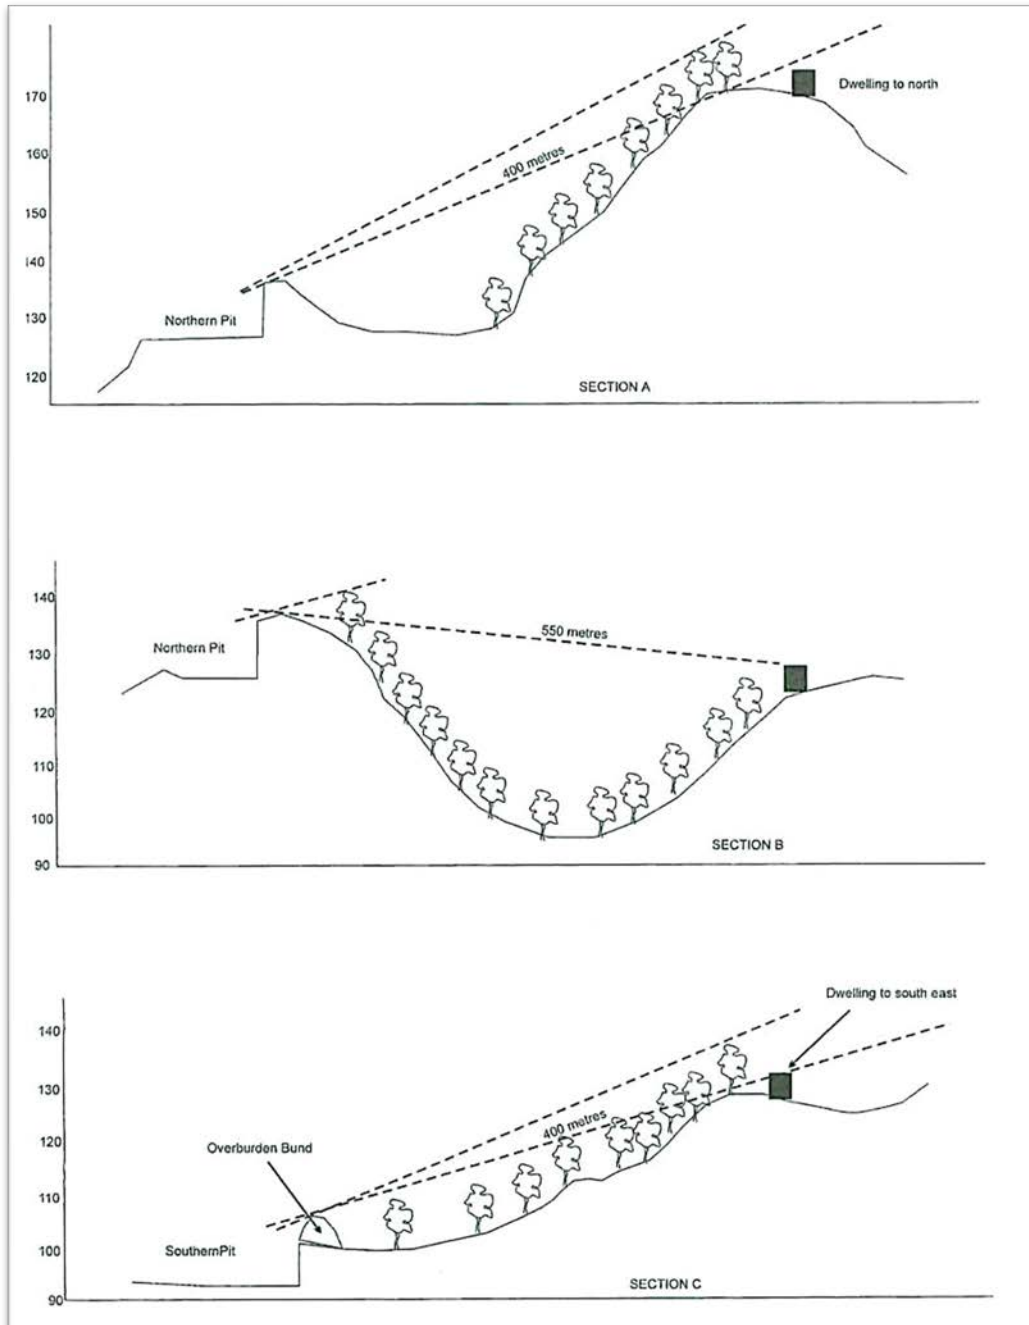 170
Dwelling to north
160
400 metres
150
140
130
Northern Pit
120
SECTION A
140
550 metres
Northern Pit
130
120
110
100
SECTION B
90
Dwelling to south east
140
130
400 metres
120
Overburden Bund
110
100
SouthernPit
SECTION C
90